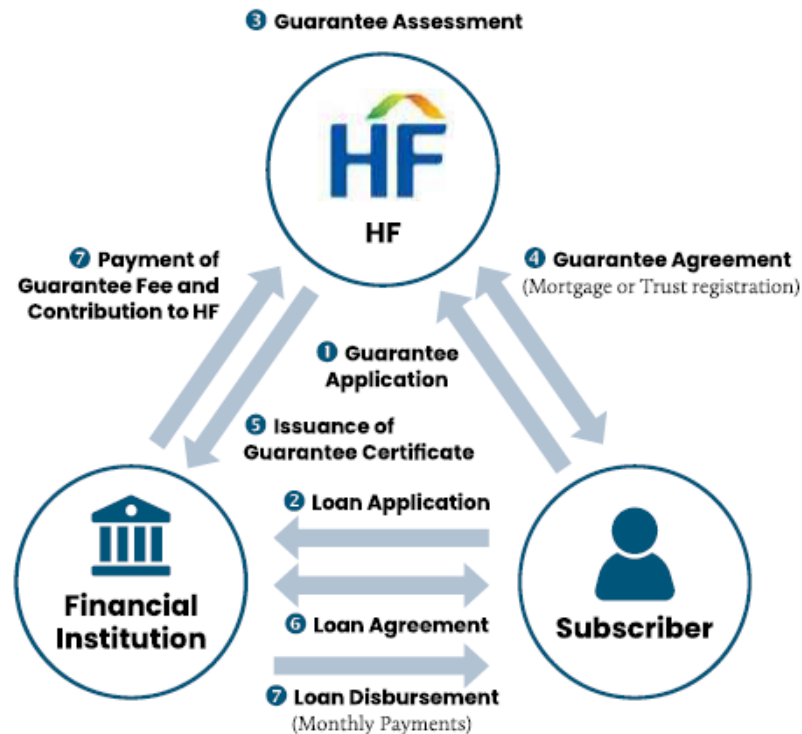 ❸ Guarantee Assessment
HF
HF
❼ Payment of
Guarantee Fee and
Contribution to HF
❹ Guarantee Agreement
(Mortgage or Trust registration)
❶ Guarantee
Application
❺ Issuance of
Guarantee Certificate
❷ Loan Application
Financial
Institution
❻ Loan Agreement
Subscriber
❼ Loan Disbursement
(Monthly Payments)